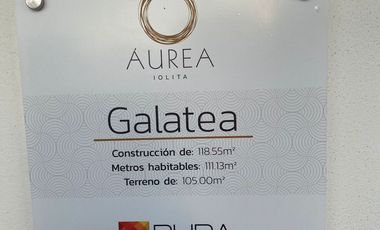 ÁUREA
IOLITA
Galatea
Construcción de: 118.55m²
Metros habitables: 111.13m²
Terreno de: 105.00m²